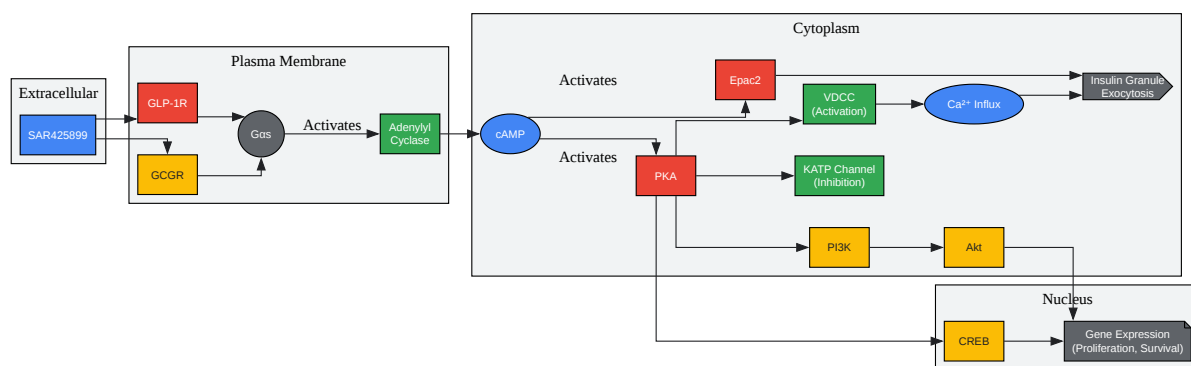 Cytoplasm
Plasma Membrane
Extracellular
SAR425899
GLP-1R
GCGR
Gαs
Activates
Adenylyl
Cyclase
cAMP
Activates
Activates
Epac2
PKA
VDCC
(Activation)
Ca²⁺ Influx
Insulin Granule
Exocytosis
KATP Channel
(Inhibition)
PI3K
Akt
Nucleus
CREB
Gene Expression
(Proliferation, Survival)